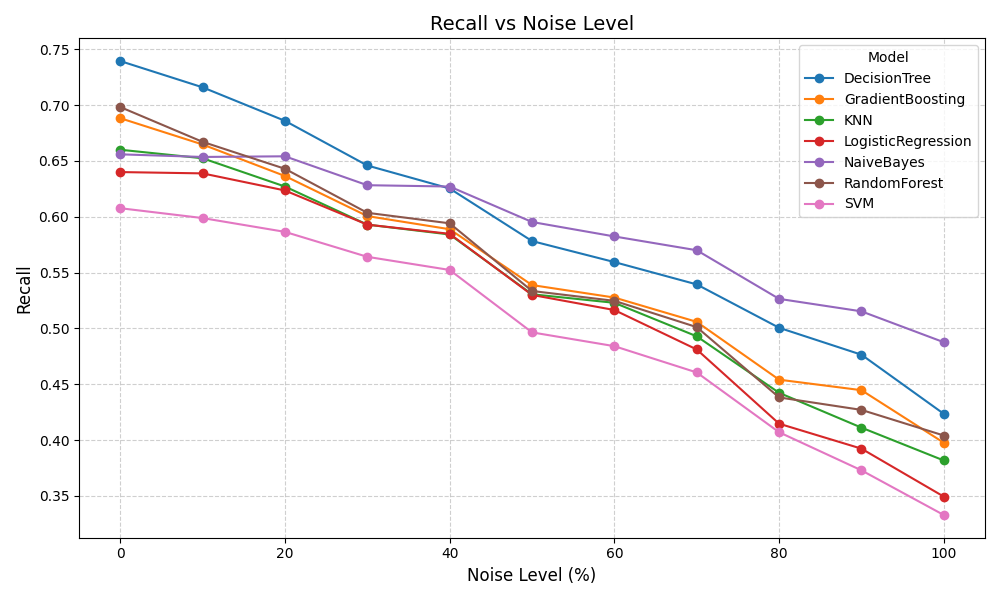 Recall vs Noise Level
Model
DecisionTree
GradientBoosting
KNN
LogisticRegression
NaiveBayes
RandomForest
SVM
Recall
0.75
0.70
0.65
0.60
0.55
0.50
0.45
0.40
0.35
0 20 40 60 80 100
Noise Level (%)